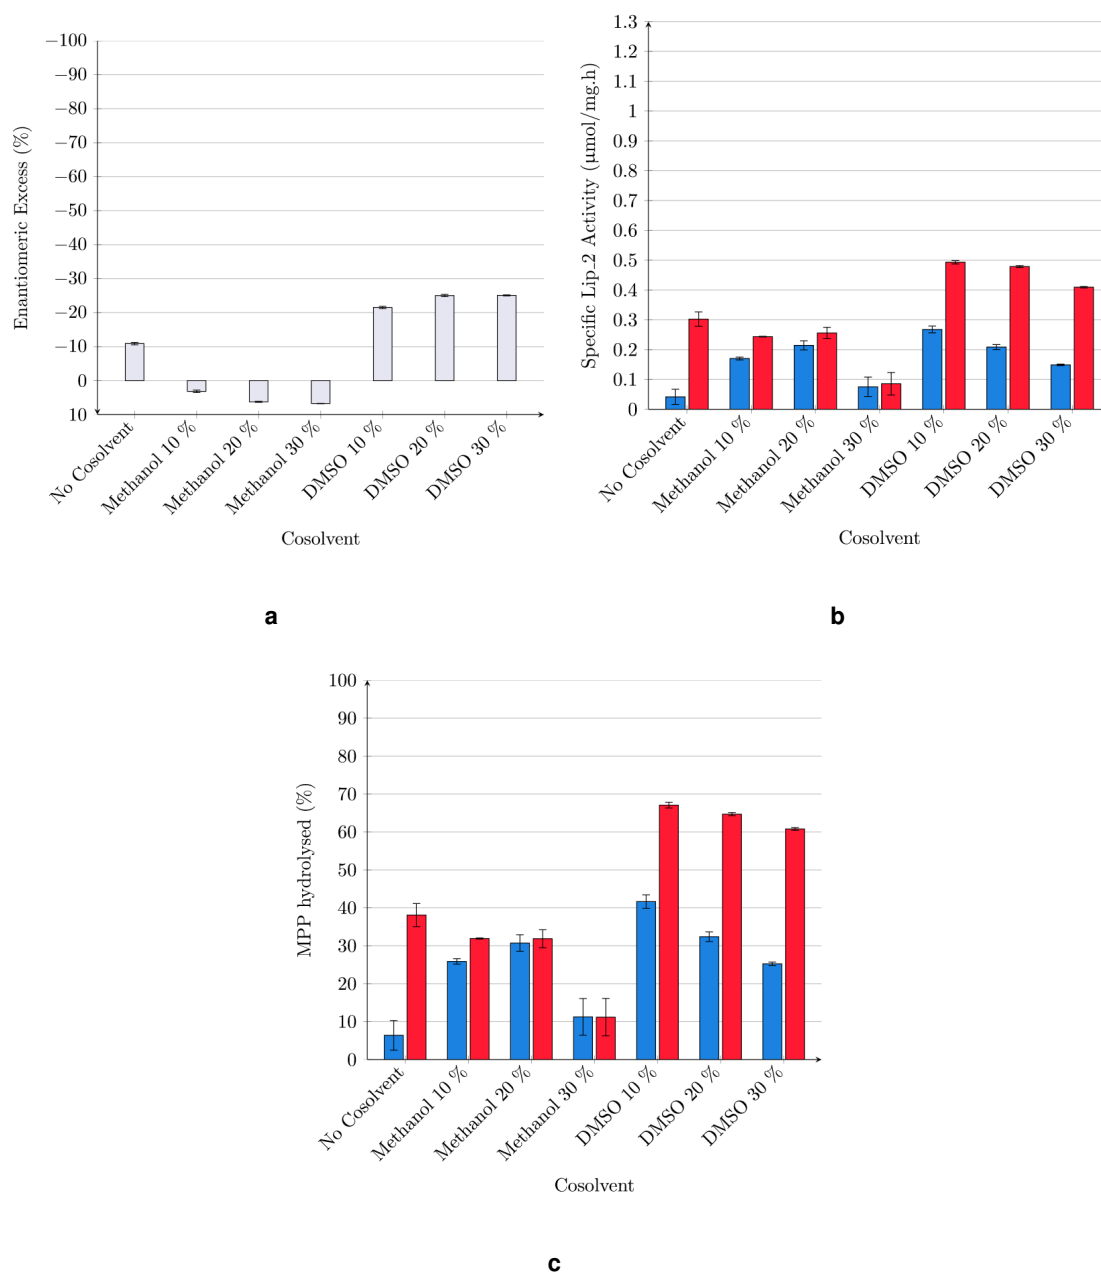 −100
−90
−80
−70
−60
−50
−40
−30
−20
−10
0
10
Enantiomeric Excess (%)
No Cosolvent
Methanol 10 %
Methanol 20 %
Methanol 30 %
DMSO 10 %
DMSO 20 %
DMSO 30 %
Cosolvent
a
1.3
1.2
1.1
1
0.9
0.8
0.7
0.6
0.5
0.4
0.3
0.2
0.1
0
Specific Lip.2 Activity (µmol/mg.h)
No Cosolvent
Methanol 10 %
Methanol 20 %
Methanol 30 %
DMSO 10 %
DMSO 20 %
DMSO 30 %
Cosolvent
b
100
90
80
70
60
50
40
30
20
10
0
MPP hydrolysed (%)
No Cosolvent
Methanol 10 %
Methanol 20 %
Methanol 30 %
DMSO 10 %
DMSO 20 %
DMSO 30 %
Cosolvent
c